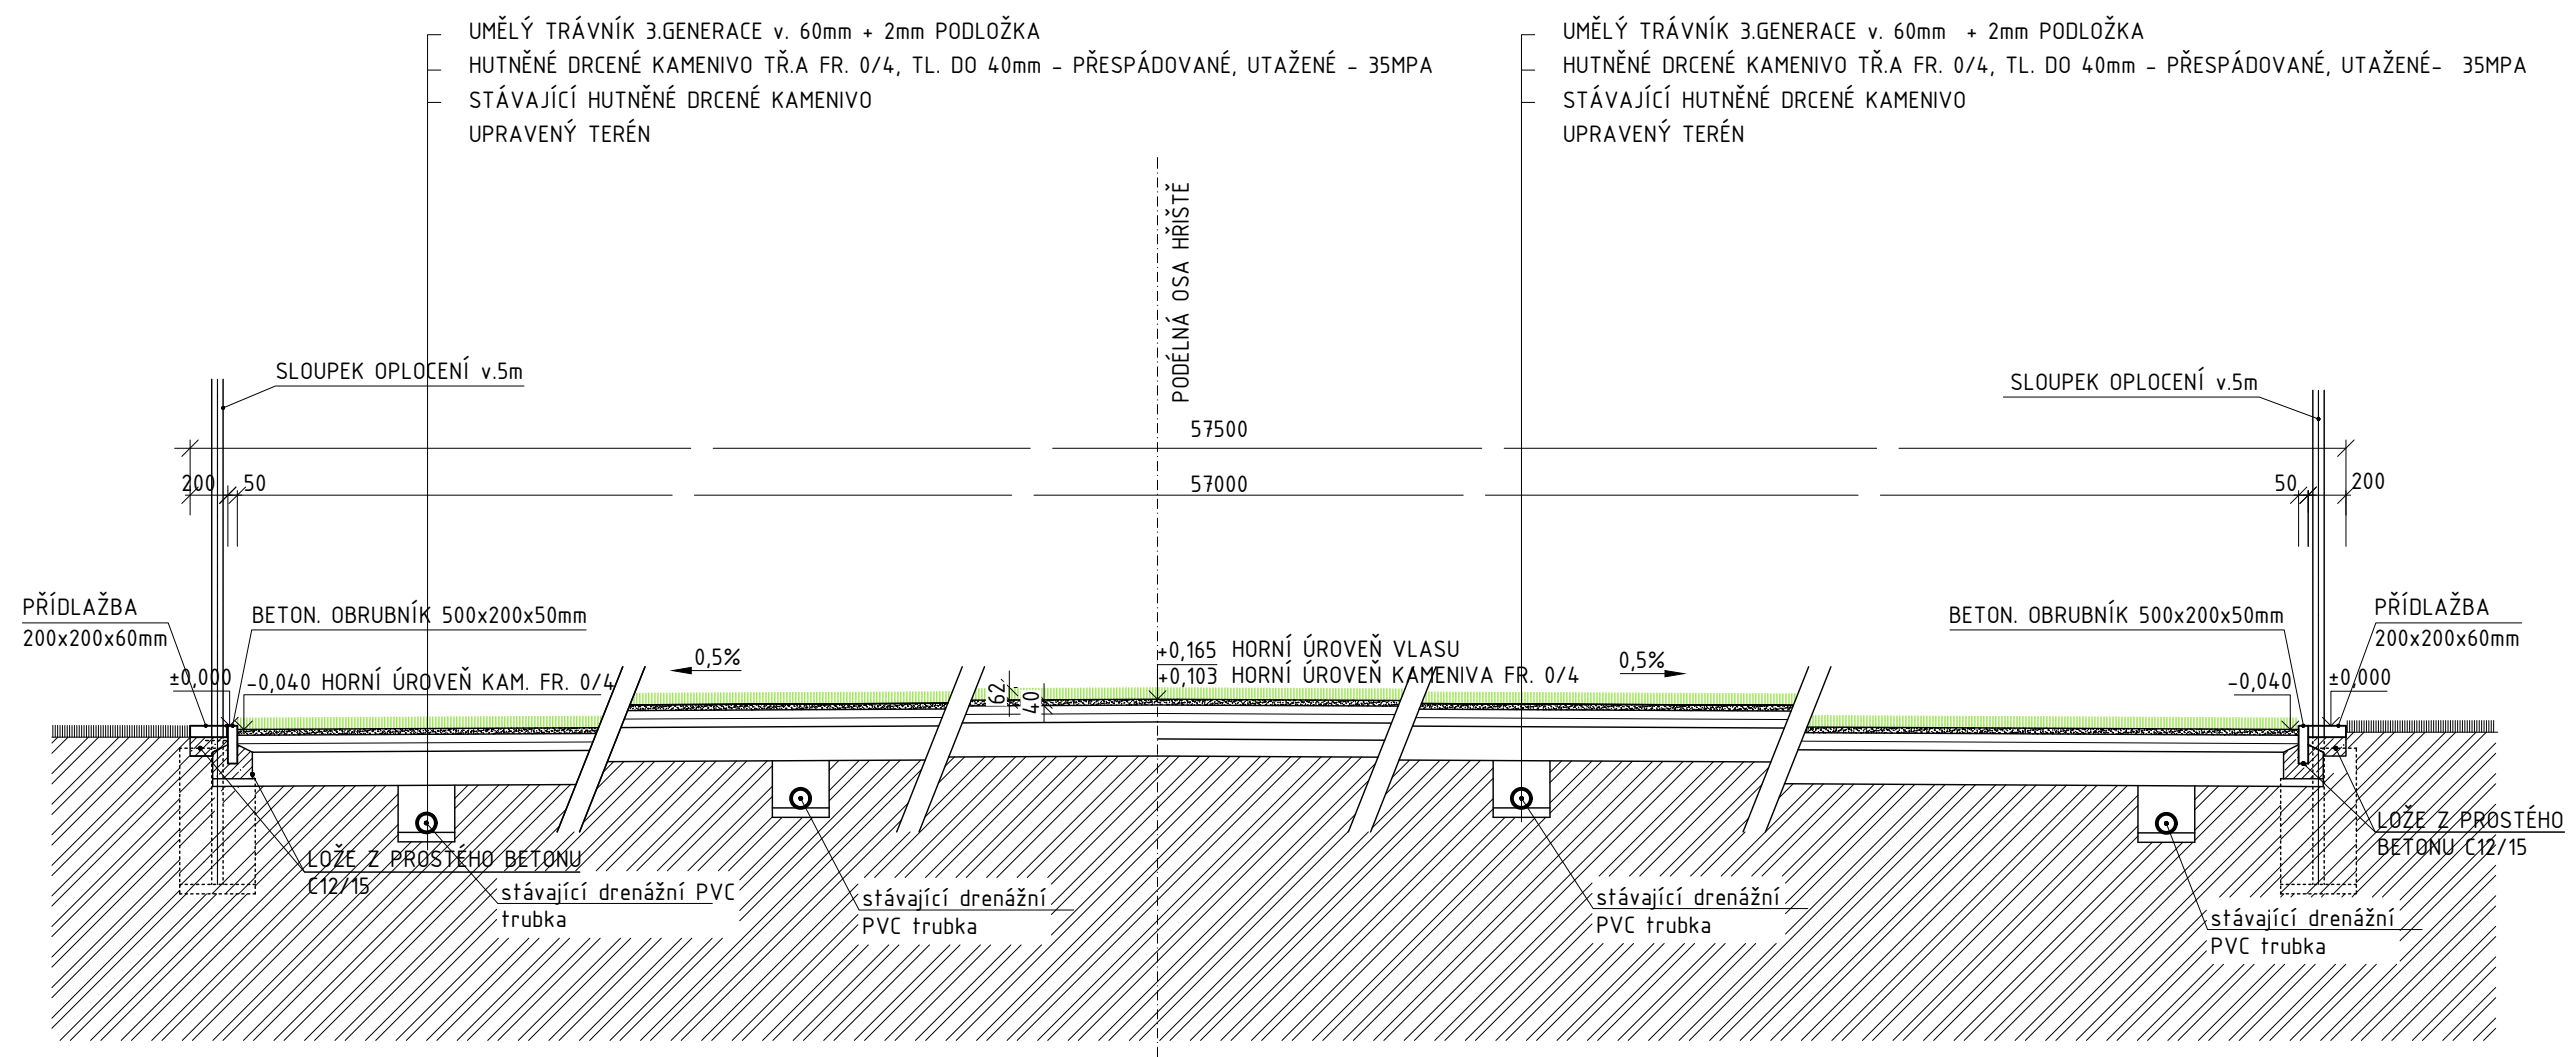 UMĚLÝ TRÁVNÍK 3.GENERACE v. 60mm + 2mm PODLOŽKA
HUTNĚNÉ DRCENÉ KAMENIVO TŘ.A FR. 0/4, TL. DO 40mm - PŘESPÁDOVANÉ, UTAŽENÉ - 35MPA
STÁVAJÍCÍ HUTNĚNÉ DRCENÉ KAMENIVO
UPRAVENÝ TERÉN
UMĚLÝ TRÁVNÍK 3.GENERACE v. 60mm + 2mm PODLOŽKA
HUTNĚNÉ DRCENÉ KAMENIVO TŘ.A FR. 0/4, TL. DO 40mm - PŘESPÁDOVANÉ, UTAŽENÉ- 35MPA
STÁVAJÍCÍ HUTNĚNÉ DRCENÉ KAMENIVO
UPRAVENÝ TERÉN
PODÉLNÁ OSA HŘIŠTĚ
SLOUPEK OPLOCENÍ v.5m
SLOUPEK OPLOCENÍ v.5m
57500
200
50
57000
50
200
PŘÍDLAŽBA
200x200x60mm
BETON. OBRUBNÍK 500x200x50mm
BETON. OBRUBNÍK 500x200x50mm
PŘÍDLAŽBA
200x200x60mm
±0,000
-0,040 HORNÍ ÚROVEŇ KAM. FR. 0/4
0,5%
62
40
+0,165 HORNÍ ÚROVEŇ VLASU
+0,103 HORNÍ ÚROVEŇ KAMENIVA FR. 0/4
0,5%
-0,040
±0,000
LOŽE Z PROSTÉHO BETONU
C12/15
stávající drenážní PVC
trubka
stávající drenážní
PVC trubka
stávající drenážní
PVC trubka
LOŽE Z PROSTÉHO
BETONU C12/15
stávající drenážní
PVC trubka